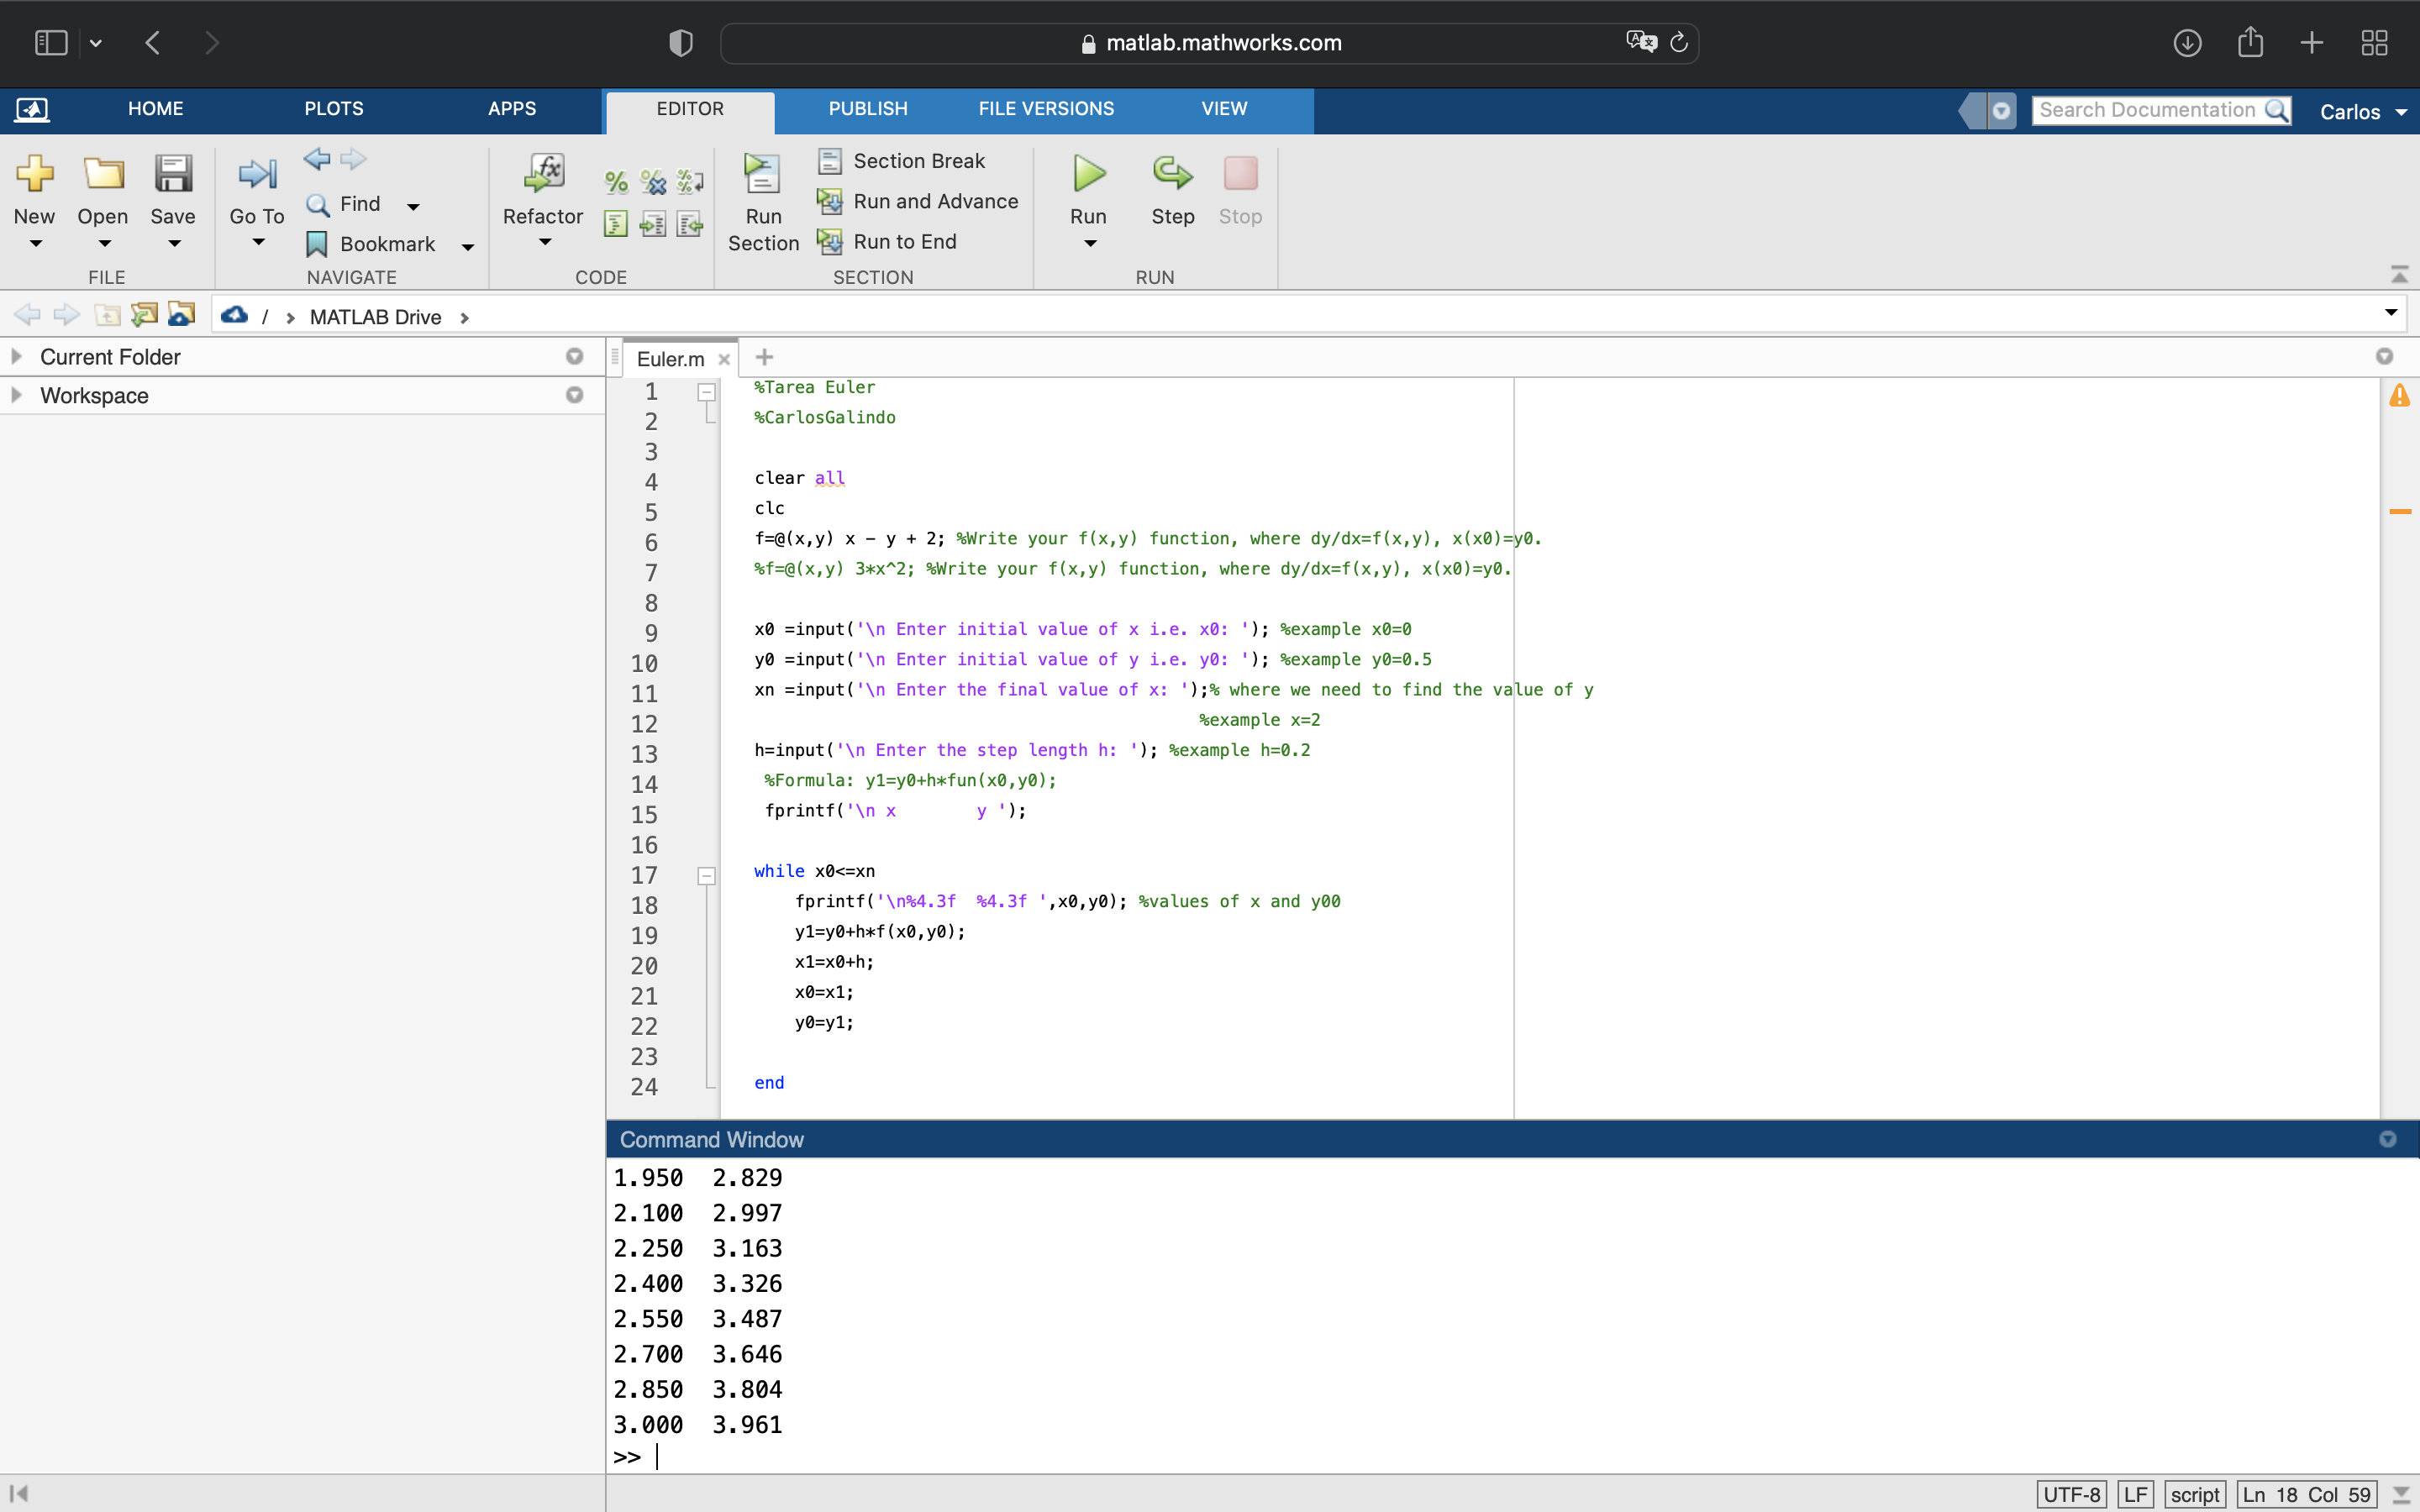 matlab.mathworks.com
HOME PLOTS APPS EDITOR PUBLISH FILE VERSIONS VIEW Search Documentation Carlos
New Open Save Go To Find Bookmark Refactor Run Section Section Break Run and Advance Run to End Run Step Stop
FILE NAVIGATE CODE SECTION RUN
/ > MATLAB Drive >
Current Folder
Workspace
Euler.m
1 %Tarea Euler
2 %CarlosGalindo
3
4 clear all
5 clc
6 f=@(x,y) x - y + 2; %Write your f(x,y) function, where dy/dx=f(x,y), x(x0)=y0.
7 %f=@(x,y) 3*x^2; %Write your f(x,y) function, where dy/dx=f(x,y), x(x0)=y0.
8
9 x0 =input('\n Enter initial value of x i.e. x0: '); %example x0=0
10 y0 =input('\n Enter initial value of y i.e. y0: '); %example y0=0.5
11 xn =input('\n Enter the final value of x: ');% where we need to find the value of y
12 %example x=2
13 h=input('\n Enter the step length h: '); %example h=0.2
14 %Formula: y1=y0+h*fun(x0,y0);
15 fprintf('\n x        y ');
16
17 while x0<=xn
18 fprintf('\n%4.3f  %4.3f ',x0,y0); %values of x and y00
19 y1=y0+h*f(x0,y0);
20 x1=x0+h;
21 x0=x1;
22 y0=y1;
23
24 end
Command Window
1.950  2.829
2.100  2.997
2.250  3.163
2.400  3.326
2.550  3.487
2.700  3.646
2.850  3.804
3.000  3.961
>>
UTF-8 LF script Ln 18 Col 59